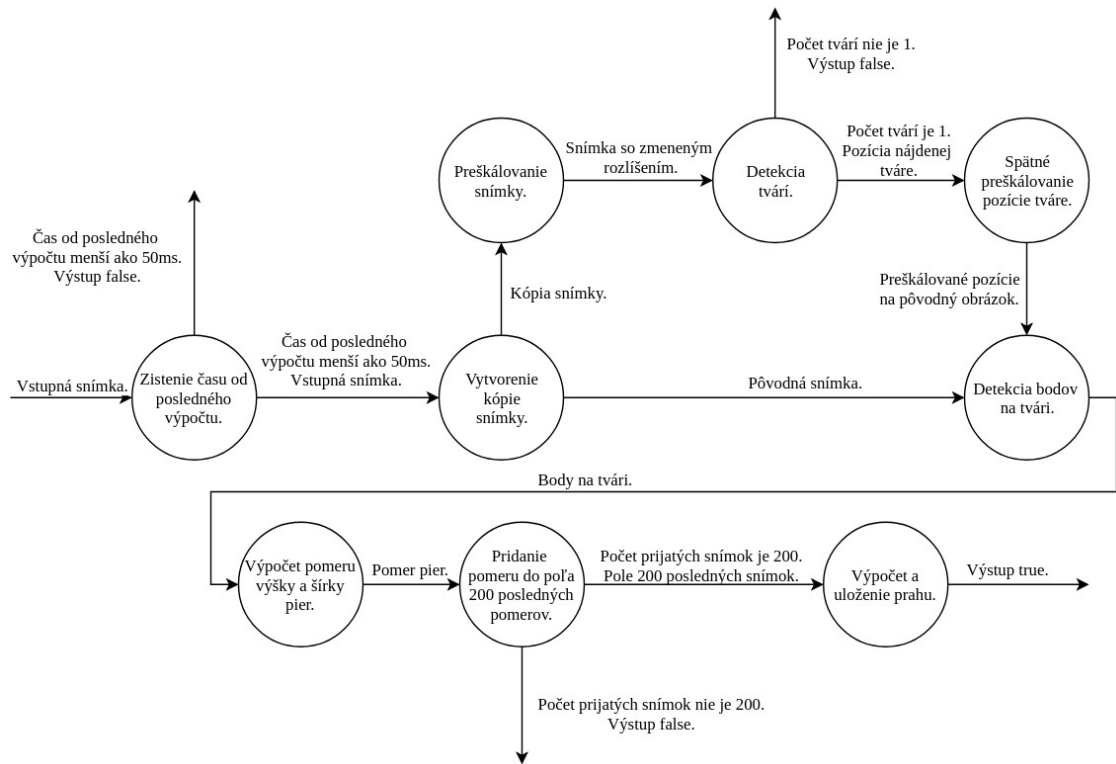 Počet tvárí nie je 1.
Výstup false.
Preškálovanie
snímky.
Snímka so zmeneným
rozlíšením.
Detekcia
tvárí.
Počet tvárí je 1.
Pozícia nájdenej
tváre.
Spätné
preškálovanie
pozície tváre.
Čas od posledného
výpočtu menší ako 50ms.
Výstup false.
Kópia snímky.
Preškálované pozície
na pôvodný obrázok.
Vstupná snímka.
Zistenie času od
posledného
výpočtu.
Čas od posledného
výpočtu menší ako 50ms.
Vstupná snímka.
Vytvorenie
kópie
snímky.
Pôvodná snímka.
Detekcia bodov
na tvári.
Body na tvári.
Výpočet pomeru
výšky a šírky
pier.
Pomer pier.
Pridanie
pomeru do poľa
200 posledných
pomerov.
Počet prijatých snímok je 200.
Pole 200 posledných snímok.
Výpočet a
uloženie prahu.
Výstup true.
Počet prijatých snímok nie je 200.
Výstup false.